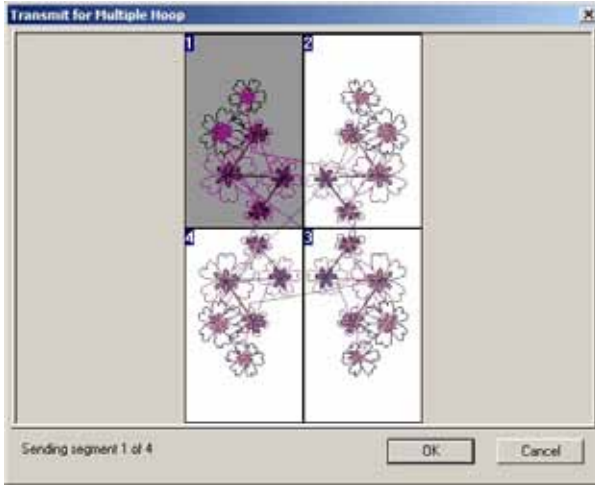 Transmit for Multiple Hoop
1 2
4 3
Sending segment 1 of 4
OK Cancel